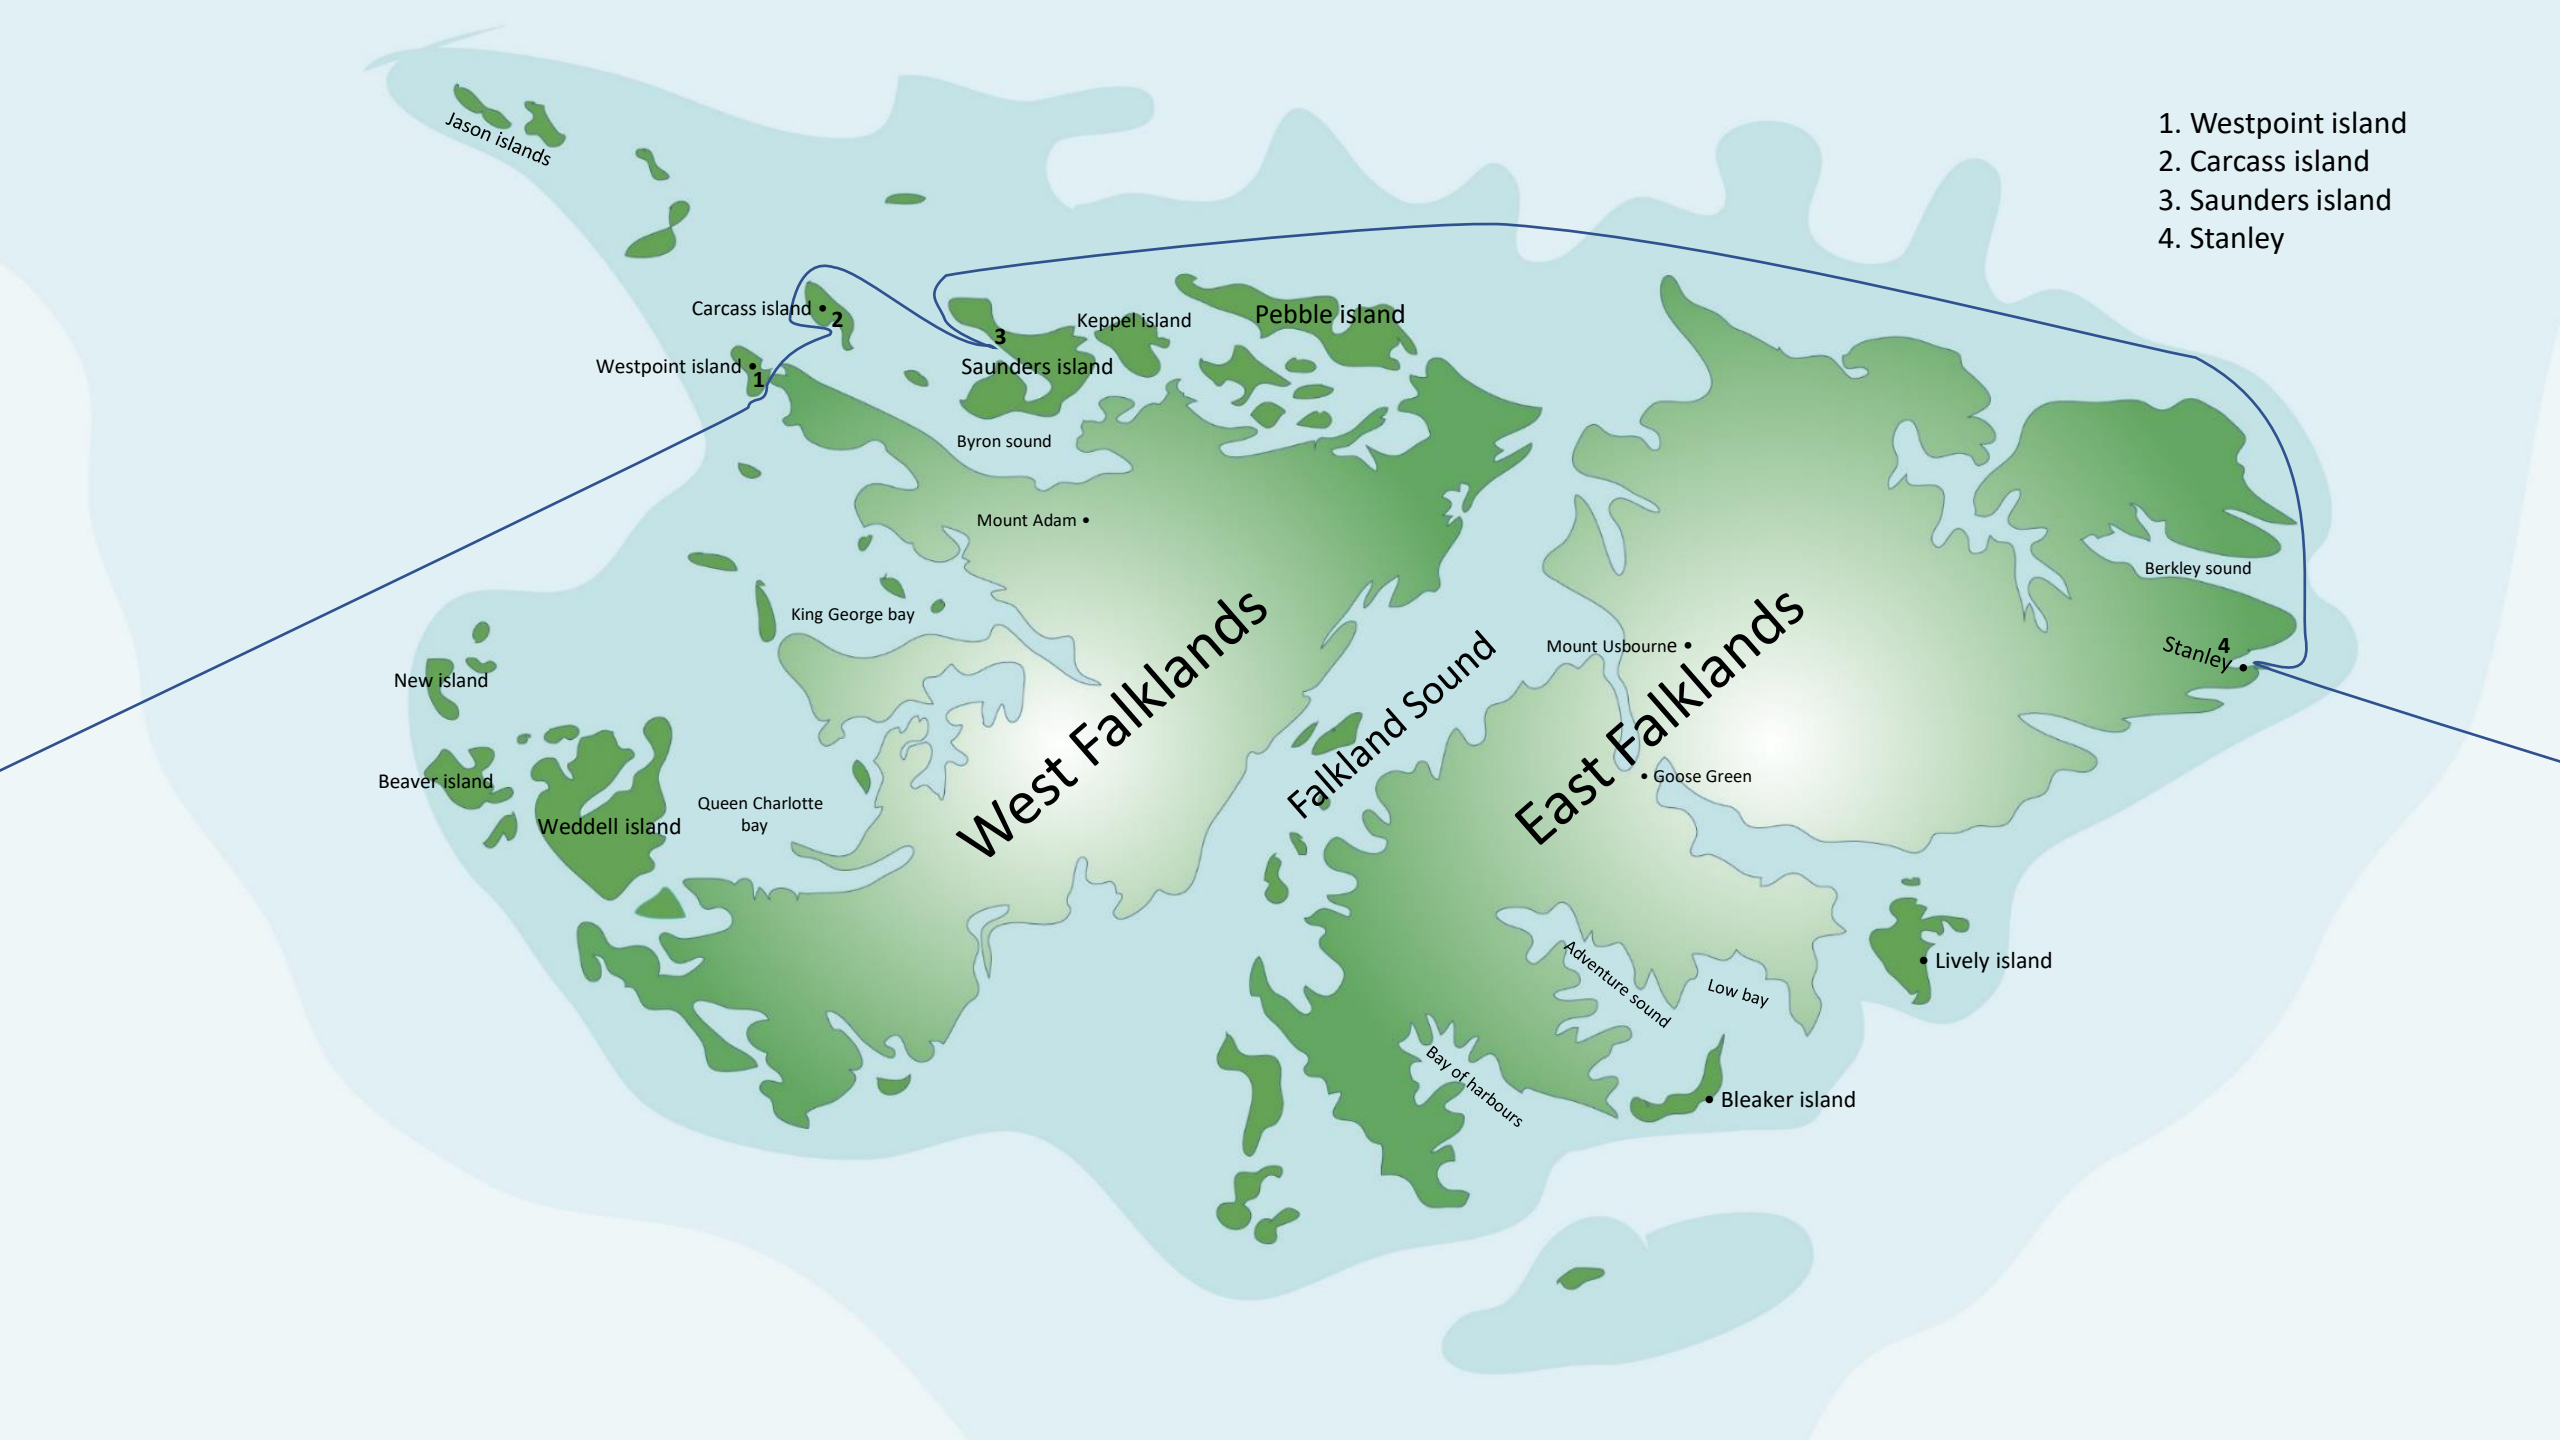 Jason islands
1. Westpoint island
2. Carcass island
3. Saunders island
4. Stanley
Carcass island
2
Westpoint island
1
3
Saunders island
Keppel island
Pebble island
Byron sound
Mount Adam
King George bay
New island
Beaver island
Weddell island
Queen Charlotte
bay
West Falklands
Falkland Sound
East Falklands
Mount Usbourne
Goose Green
Berkley sound
4
Stanley
Lively island
Adventure sound
Low bay
Bay of harbours
Bleaker island